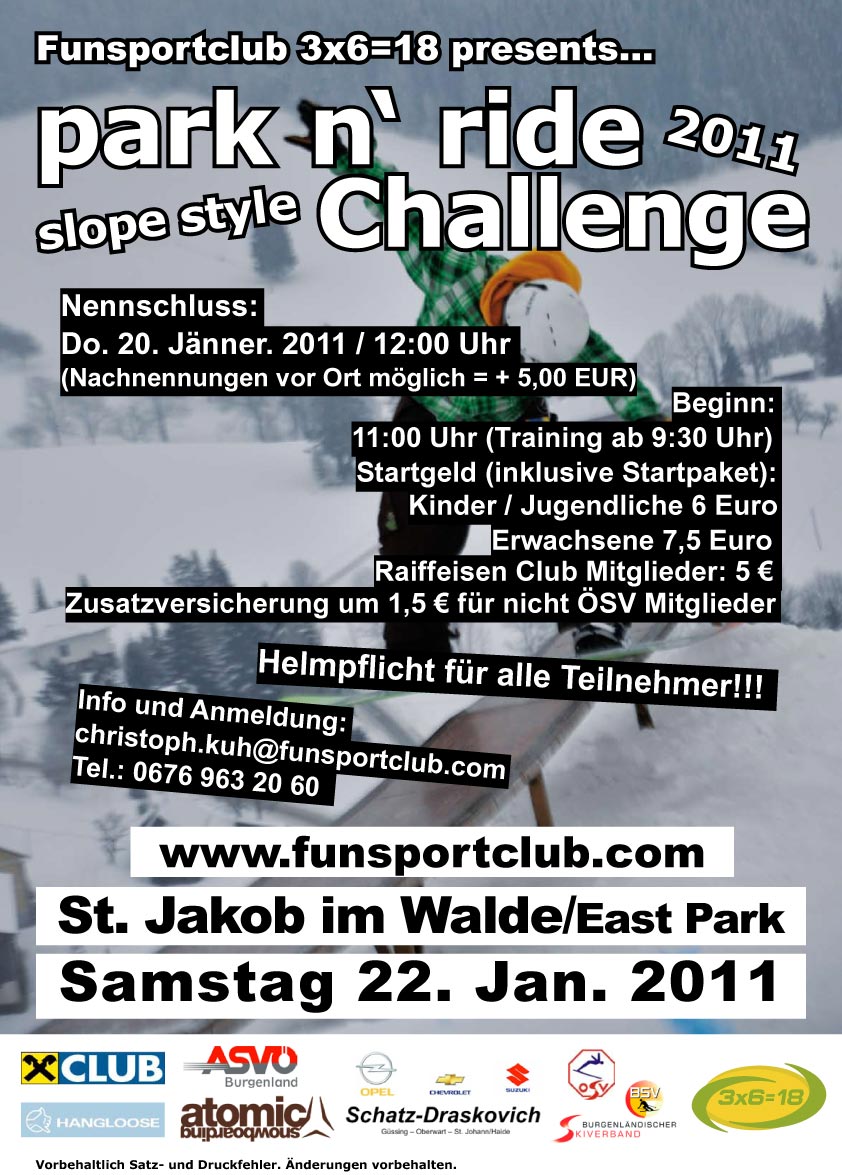 Funsportclub 3x6=18 presents...
park n' ride 2011
slope style Challenge
Nennschluss:
Do. 20. Jänner. 2011 / 12:00 Uhr
(Nachnennungen vor Ort möglich = + 5,00 EUR)
Beginn:
11:00 Uhr (Training ab 9:30 Uhr)
Startgeld (inklusive Startpaket):
Kinder / Jugendliche 6 Euro
Erwachsene 7,5 Euro
Raiffeisen Club Mitglieder: 5 €
Zusatzversicherung um 1,5 € für nicht ÖSV Mitglieder
Helmpflicht für alle Teilnehmer!!!
Info und Anmeldung:
christoph.kuh@funsportclub.com
Tel.: 0676 963 20 60
www.funsportclub.com
St. Jakob im Walde/East Park
Samstag 22. Jan. 2011
CLUB
ASVÖ
Burgenland
OPEL
CHEVROLET
SUZUKI
ÖSV
BSV
3x6=18
HANGLOOSE
atomic
snowboarding
Schatz-Draskovich
Güssing – Oberwart – St. Johann/Haide
BURGENLÄNDISCHER
SKIVERBAND
Vorbehaltlich Satz- und Druckfehler. Änderungen vorbehalten.